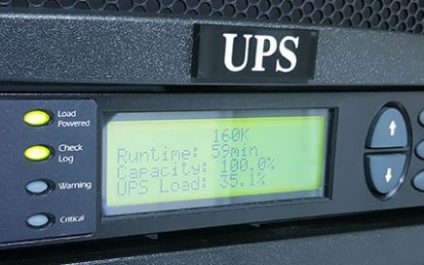 UPS
Load
Powered
Check
Log
Warning
Critical
160K
Runtime: 59min
Capacity: 100.0%
UPS Load: 35.1%